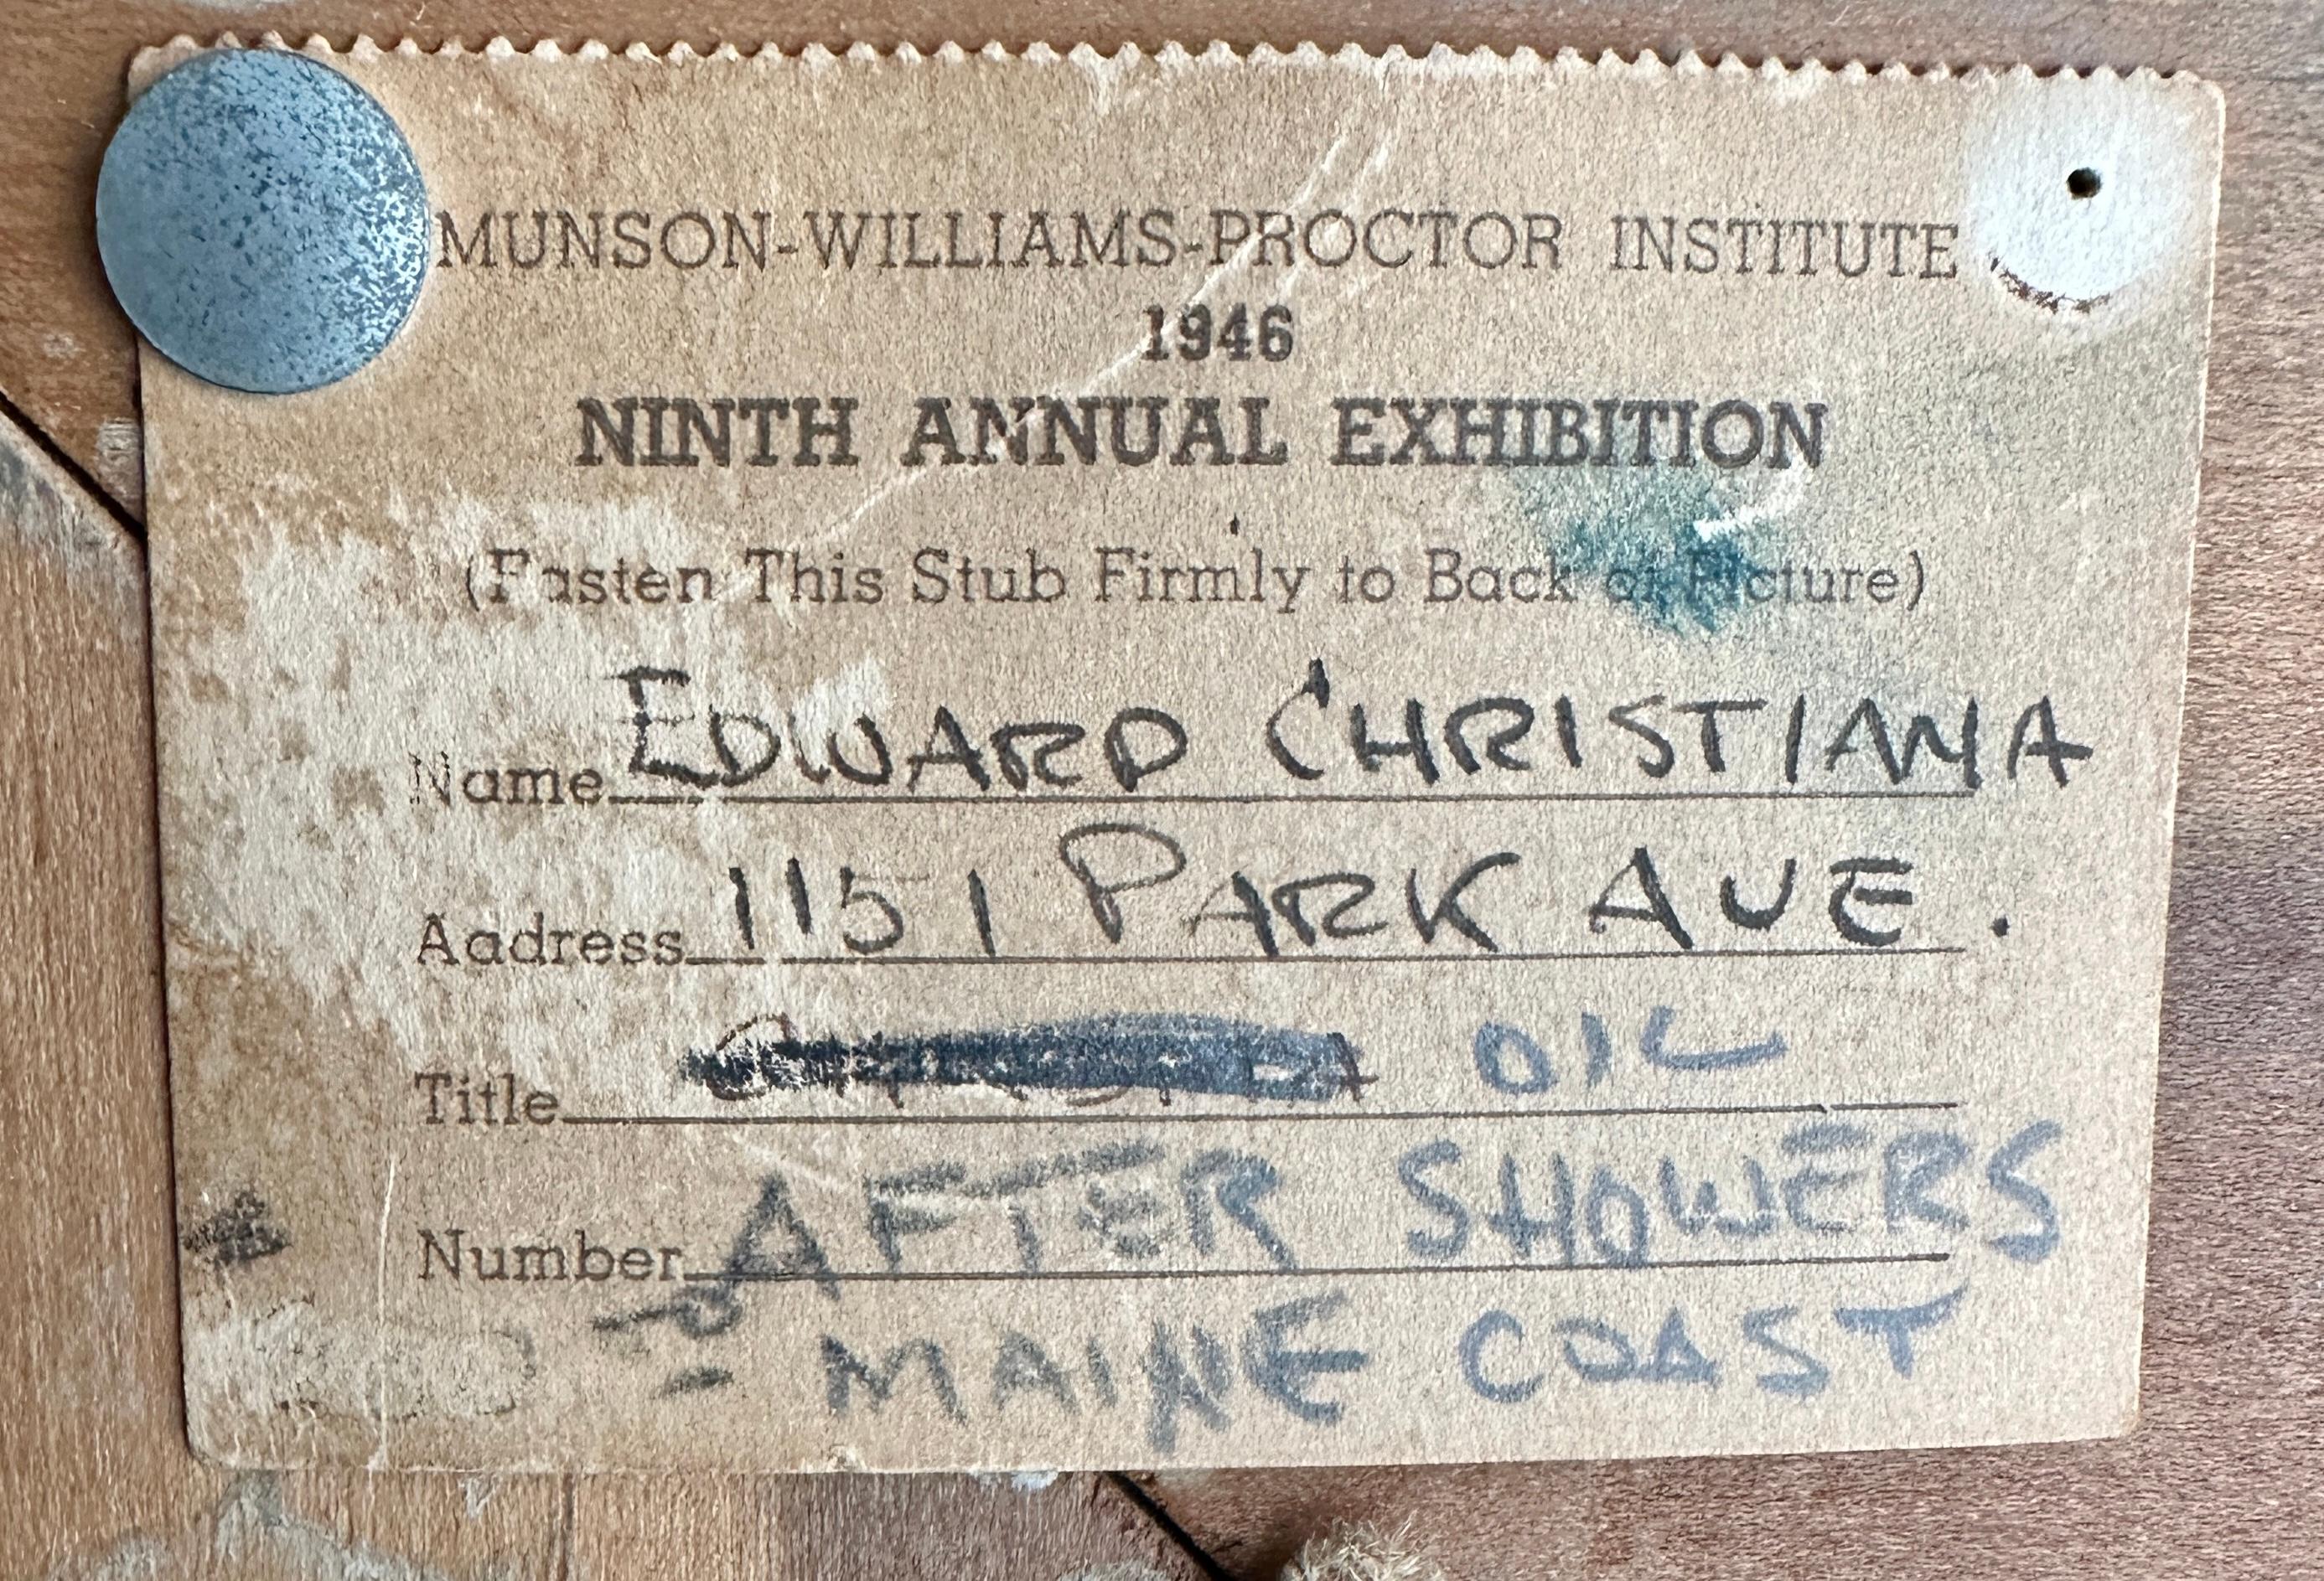 MUNSON-WILLIAMS-PROCTOR INSTITUTE
1946
NINTH ANNUAL EXHIBITION
(Fasten This Stub Firmly to Back of Picture)
Name EDWARD CHRISTIANA
Address 1151 PARK AVE.
Title OIL
Number AFTER SHOWERS
- MAINE COAST